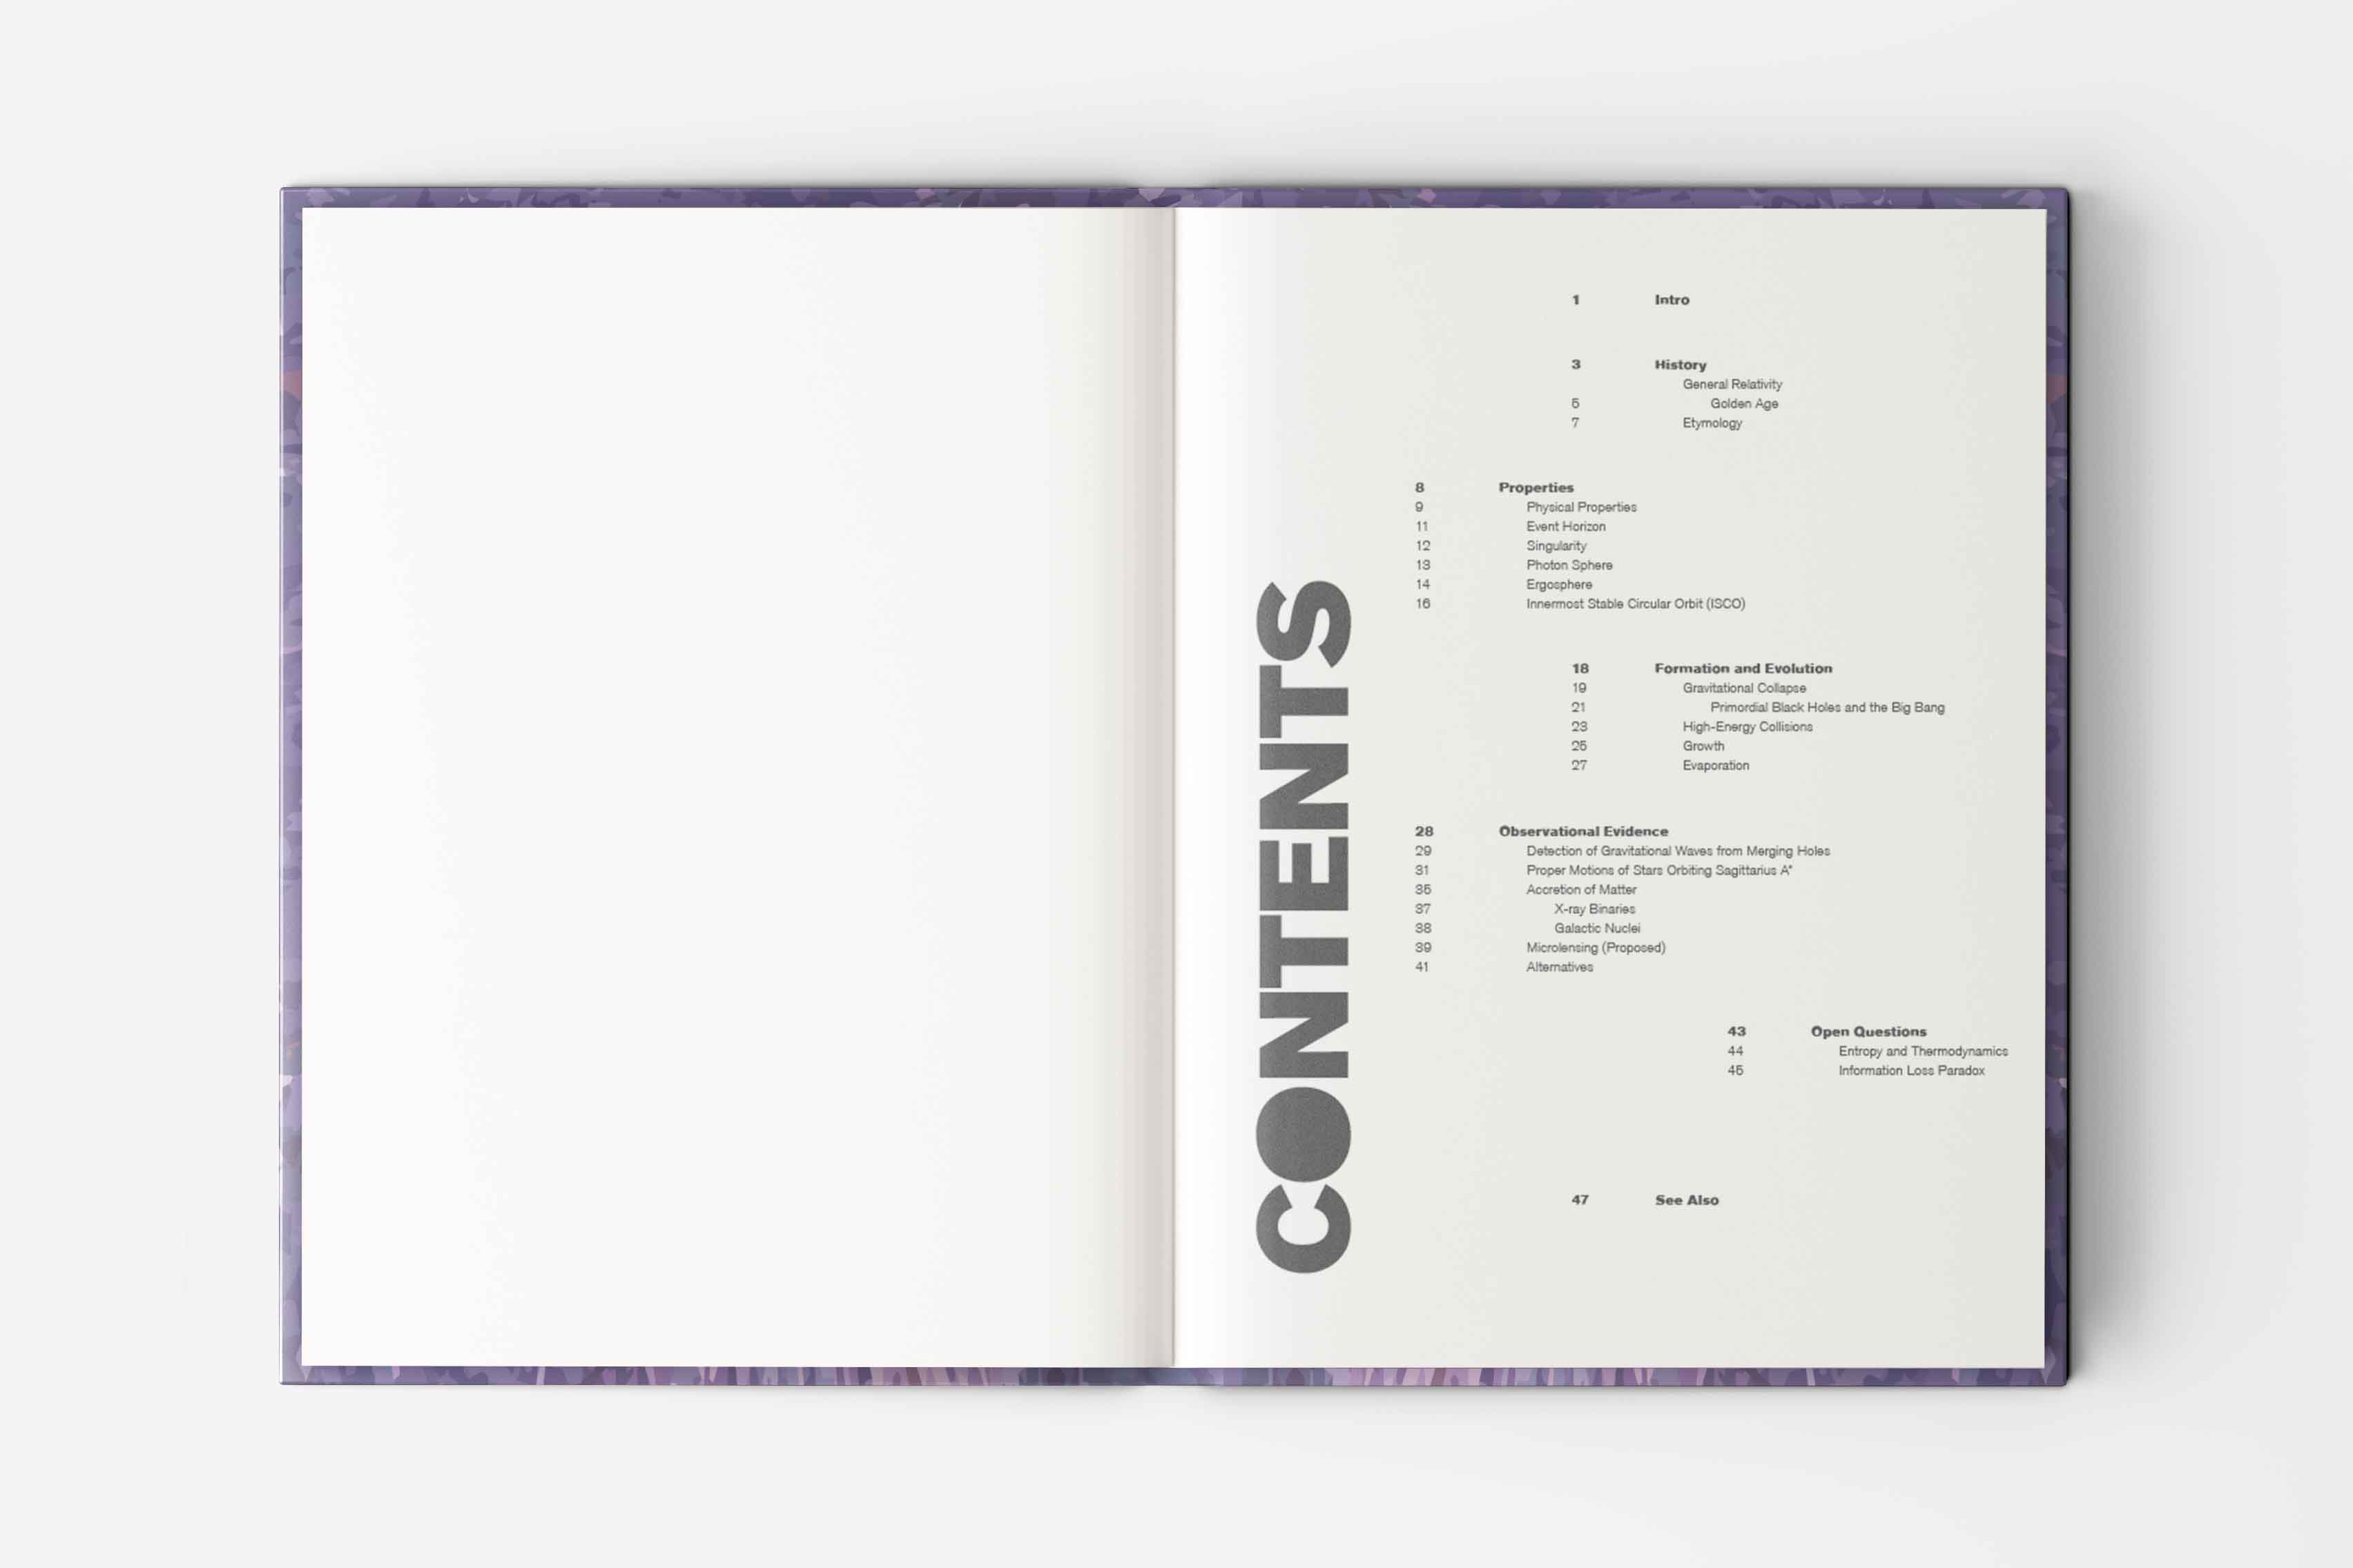 CONTENTS
1 Intro
3 History
General Relativity
5 Golden Age
7 Etymology
8 Properties
9 Physical Properties
11 Event Horizon
12 Singularity
13 Photon Sphere
14 Ergosphere
16 Innermost Stable Circular Orbit (ISCO)
18 Formation and Evolution
19 Gravitational Collapse
21 Primordial Black Holes and the Big Bang
23 High-Energy Collisions
25 Growth
27 Evaporation
28 Observational Evidence
29 Detection of Gravitational Waves from Merging Holes
31 Proper Motions of Stars Orbiting Sagittarius A*
35 Accretion of Matter
37 X-ray Binaries
38 Galactic Nuclei
39 Microlensing (Proposed)
41 Alternatives
43 Open Questions
44 Entropy and Thermodynamics
45 Information Loss Paradox
47 See Also